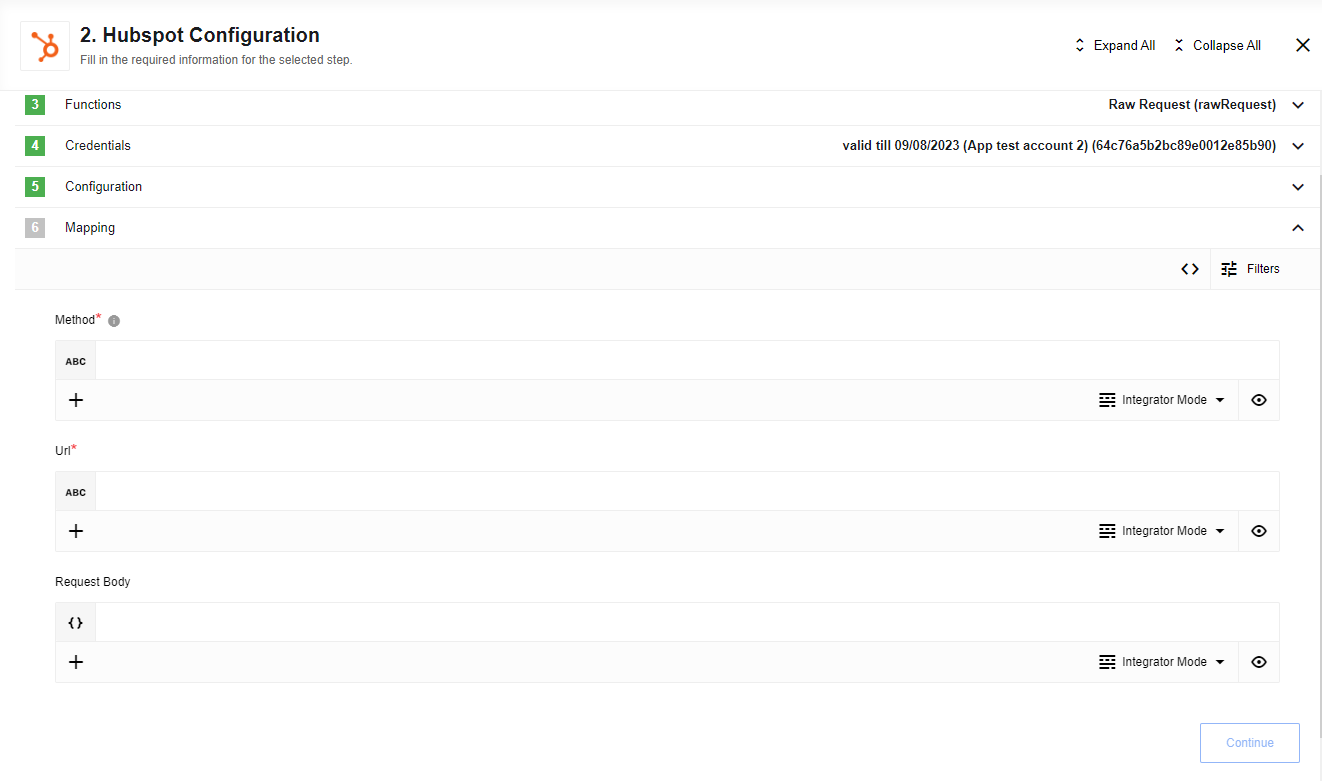 2. Hubspot Configuration
Fill in the required information for the selected step.
Expand All
Collapse All
3 Functions Raw Request (rawRequest)
4 Credentials valid till 09/08/2023 (App test account 2) (64c76a5b2bc89e0012e85b90)
5 Configuration
6 Mapping
Filters
Method*
ABC
Integrator Mode
Url*
ABC
Integrator Mode
Request Body
{}
Integrator Mode
Continue